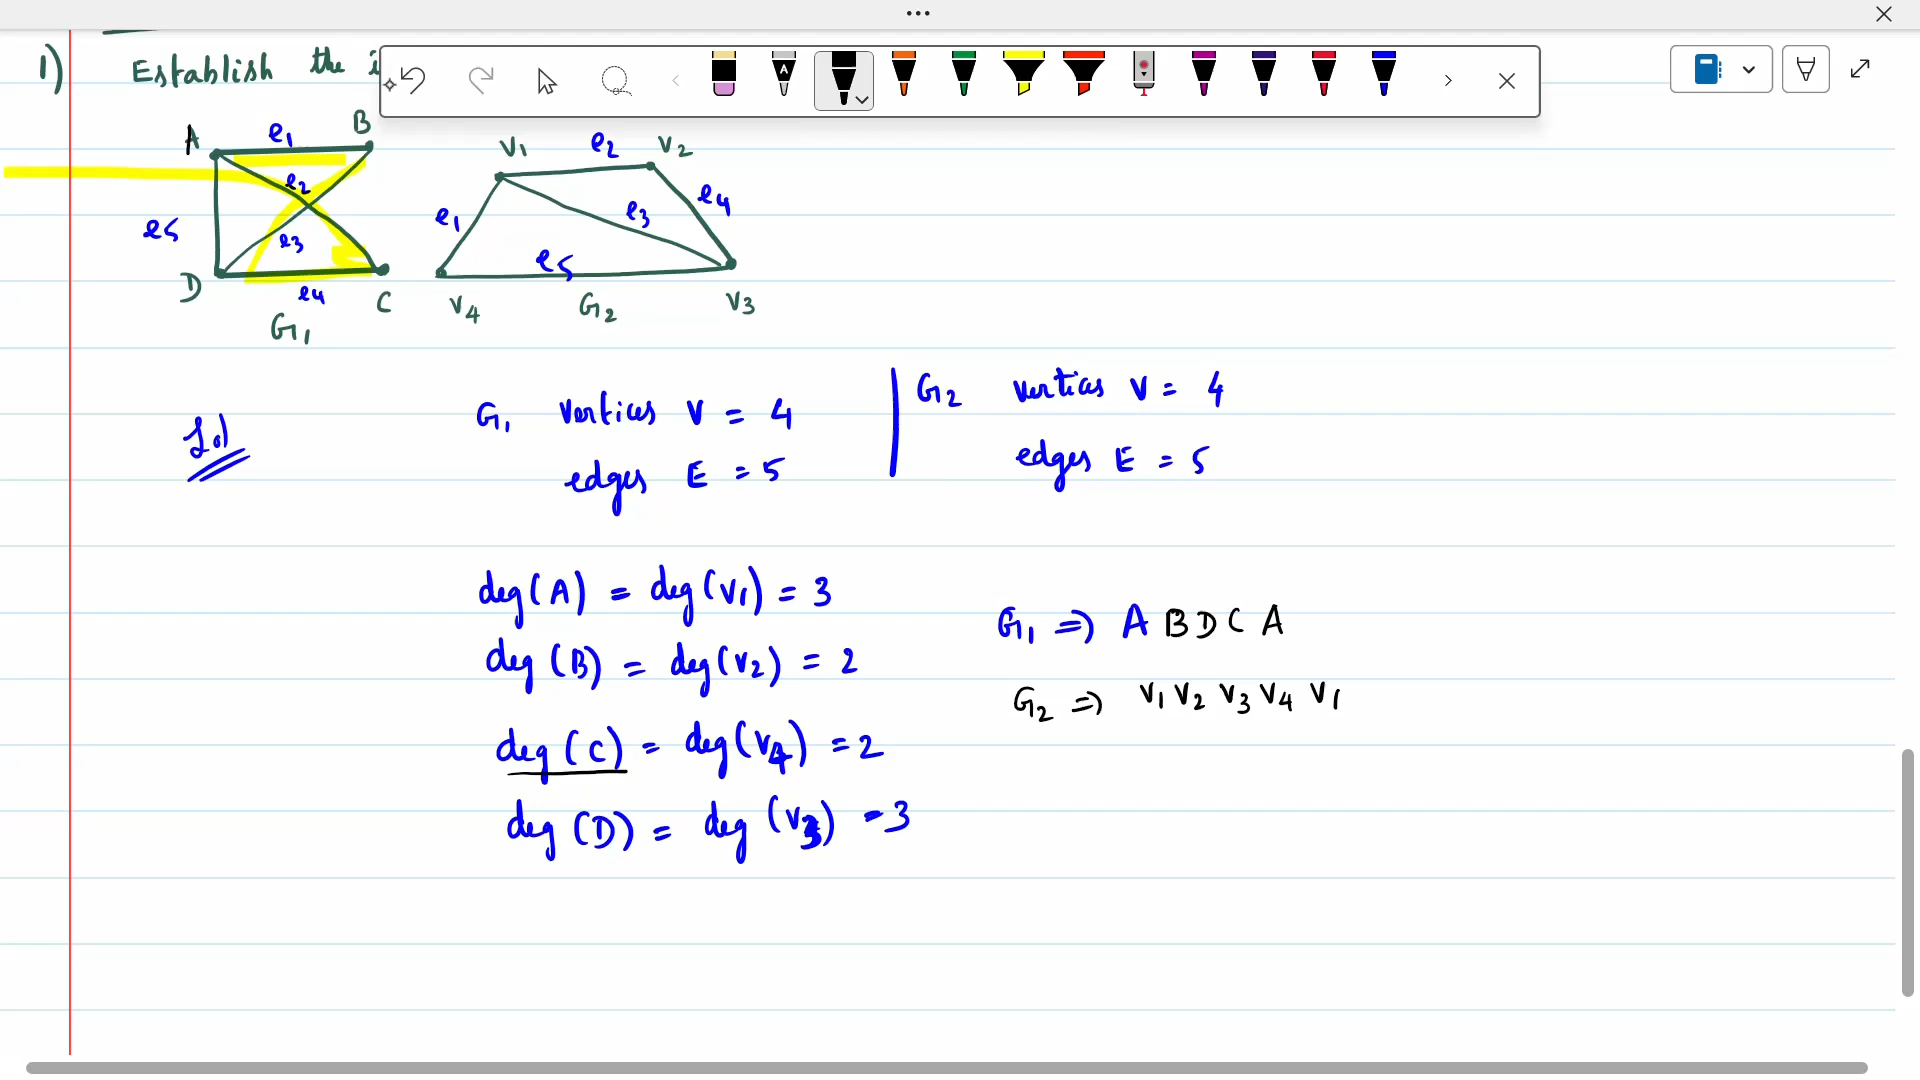 1) Establish the i
A e1 B
e2
e5
e3
D e4 C
G1
V1 e2 V2
e4
e1 e3
e5
V4 G2 V3
Sol
G1 vertices V = 4
edges E = 5
G2 vertices V = 4
edges E = 5
deg(A) = deg(V1) = 3
deg(B) = deg(V2) = 2
deg(C) = deg(V4) = 2
deg(D) = deg(V3) = 3
G1 => A B D C A
G2 => V1 V2 V3 V4 V1